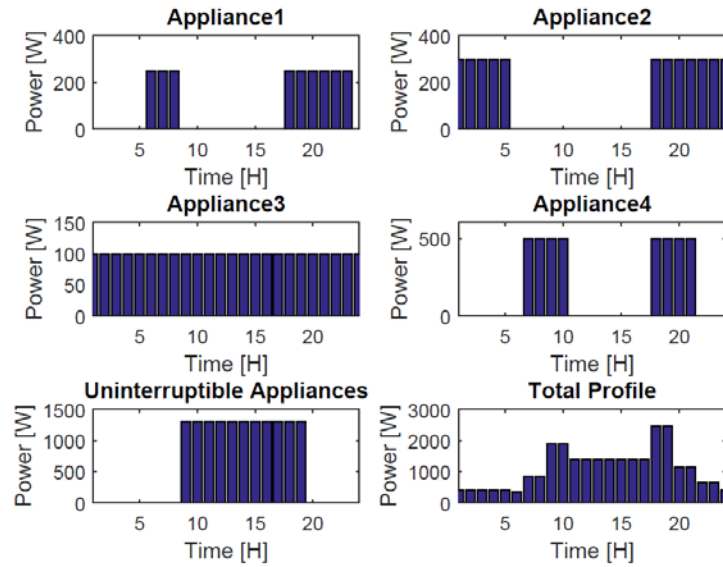 Appliance1
Power [W]
400
200
0
5 10 15 20
Time [H]
Appliance2
Power [W]
400
200
0
5 10 15 20
Time [H]
Appliance3
Power [W]
150
100
50
0
5 10 15 20
Time [H]
Appliance4
Power [W]
500
0
5 10 15 20
Time [H]
Uninterruptible Appliances
Power [W]
1500
1000
500
0
5 10 15 20
Time [H]
Total Profile
Power [W]
3000
2000
1000
0
5 10 15 20
Time [H]